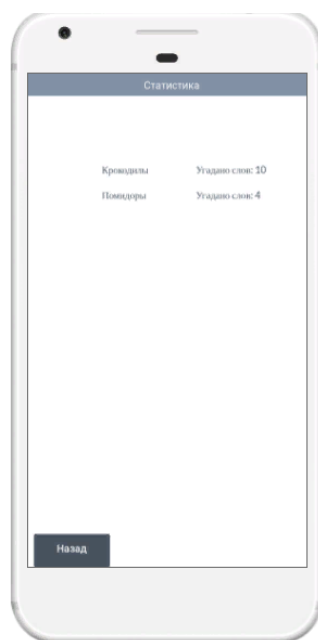 Статистика
Крокодилы Угадано слов: 10
Помидоры Угадано слов: 4
Назад